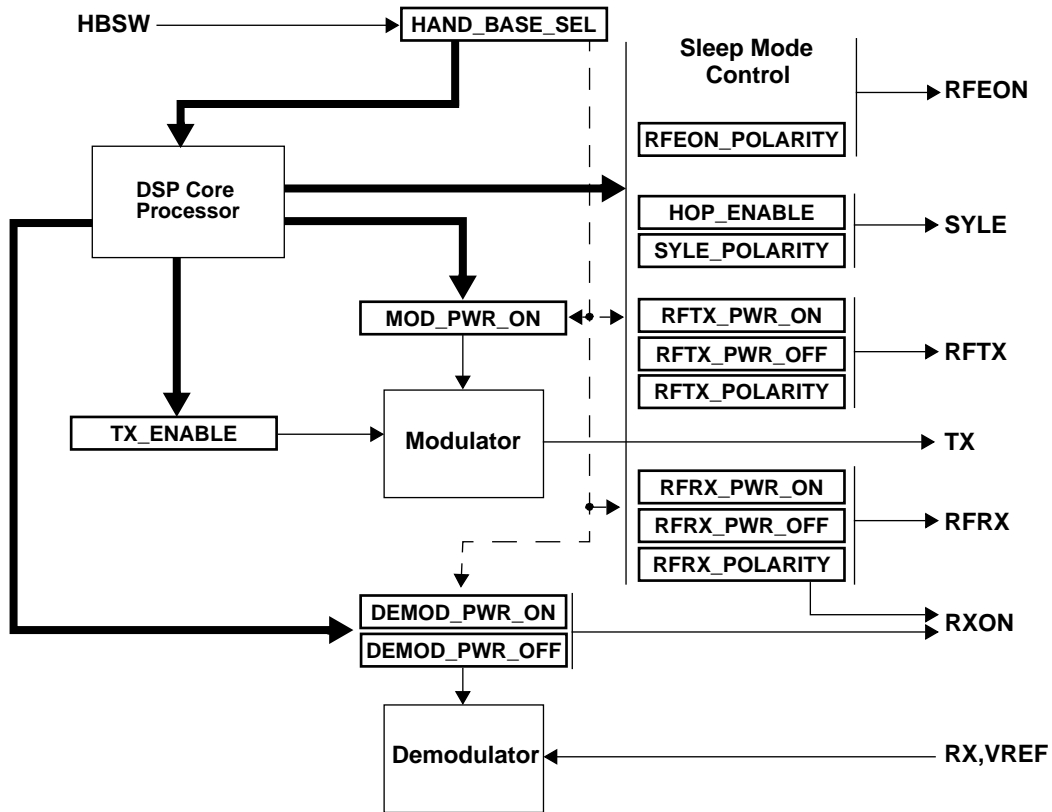 HBSW
HAND_BASE_SEL
Sleep Mode
Control
RFEON
RFEON_POLARITY
DSP Core
Processor
HOP_ENABLE
SYLE_POLARITY
SYLE
MOD_PWR_ON
RFTX_PWR_ON
RFTX_PWR_OFF
RFTX_POLARITY
RFTX
TX_ENABLE
Modulator
TX
RFRX_PWR_ON
RFRX_PWR_OFF
RFRX_POLARITY
RFRX
DEMOD_PWR_ON
DEMOD_PWR_OFF
RXON
Demodulator
RX,VREF